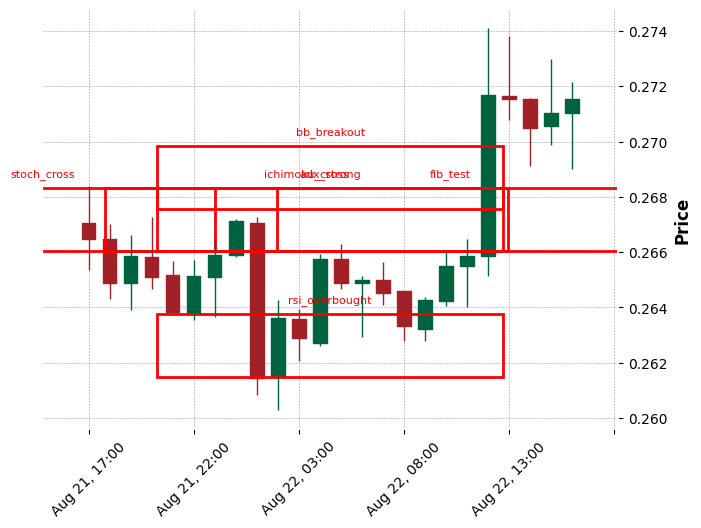 0.274
0.272
bb_breakout
0.270
stoch_cross
fib_test
0.268
Price
0.266
rsi_overbought
0.264
0.262
0.260
Aug 21, 17:00
Aug 21, 22:00
Aug 22, 03:00
Aug 22, 08:00
Aug 22, 13:00